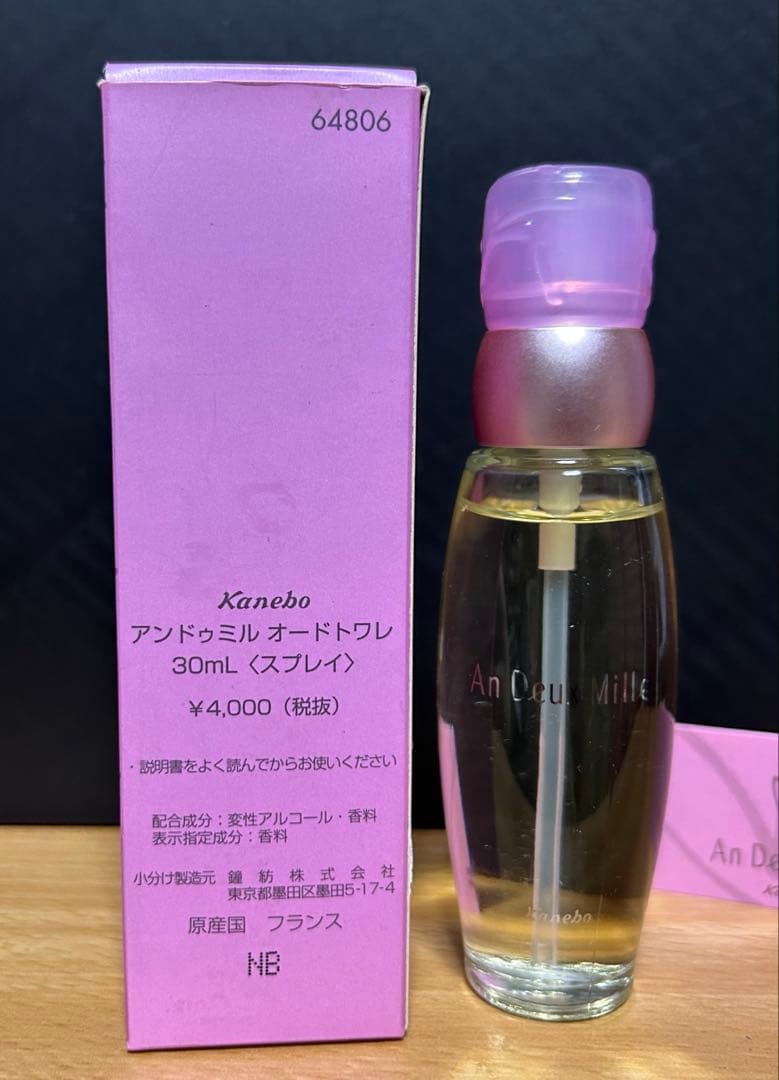 64806
Kanebo
アンドゥミル オードトワレ
30mL〈スプレイ〉
¥4,000（税抜）
・説明書をよく読んでからお使いください
配合成分：変性アルコール・香料
表示指定成分：香料
小分け製造元 鐘紡株式会社
東京都墨田区墨田5-17-4
原産国 フランス
NB
An Deux Mille
Kanebo
An De